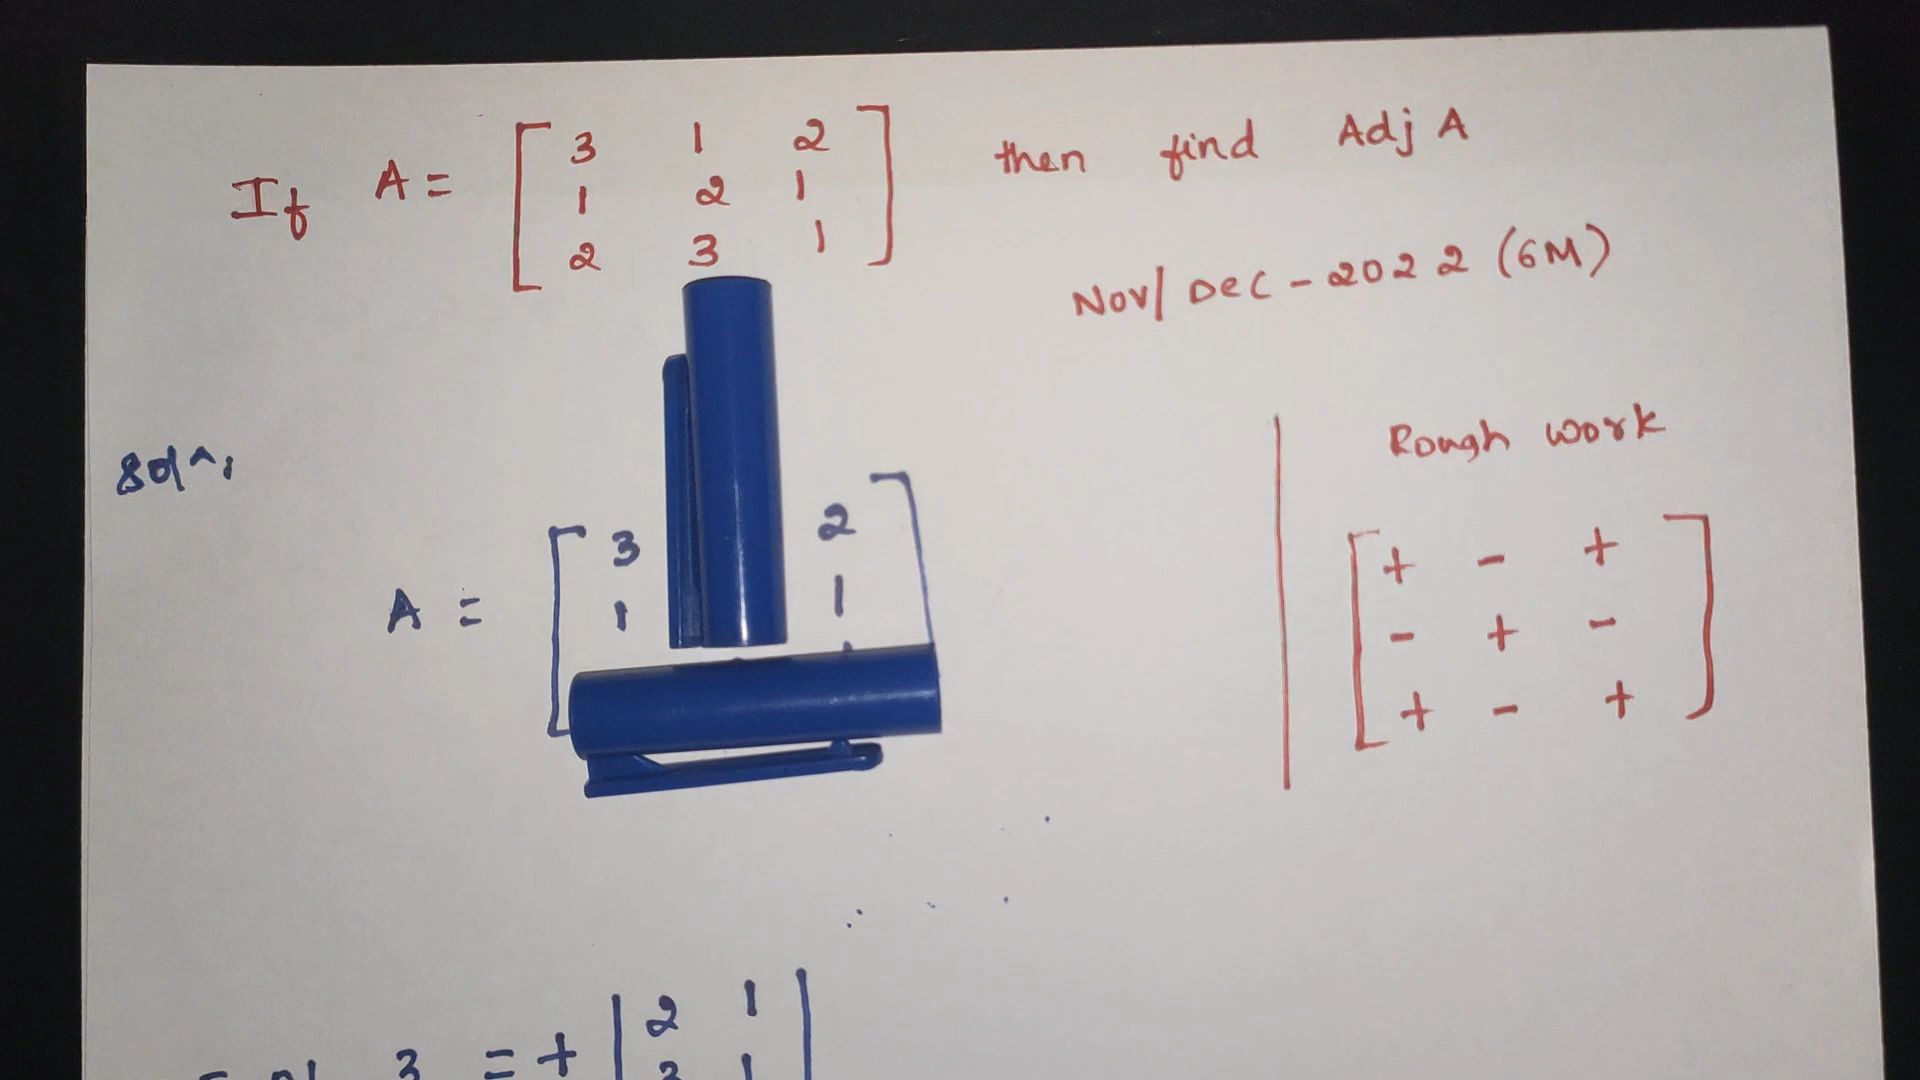 If A = [ 3 1 2 then find Adj A
1 2 1
2 3 1 ]
Nov/Dec-2022 (6M)
Rough work
3 2
A = [ 1 1 ]
[ + - +
- + -
+ - + ]
3 = + | 2 1 |